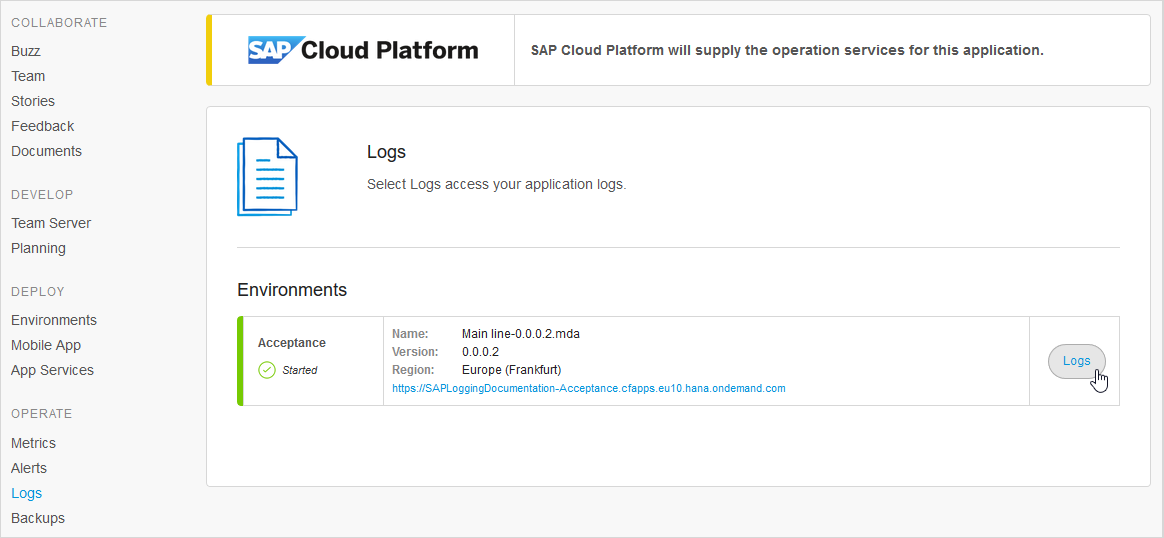 COLLABORATE
Buzz
Team
Stories
Feedback
Documents
DEVELOP
Team Server
Planning
DEPLOY
Environments
Mobile App
App Services
OPERATE
Metrics
Alerts
Logs
Backups
SAP Cloud Platform
SAP Cloud Platform will supply the operation services for this application.
Logs
Select Logs access your application logs.
Environments
Acceptance
Started
Name: Main line-0.0.0.2.mda
Version: 0.0.0.2
Region: Europe (Frankfurt)
https://SAPLoggingDocumentation-Acceptance.cfapps.eu10.hana.ondemand.com
Logs